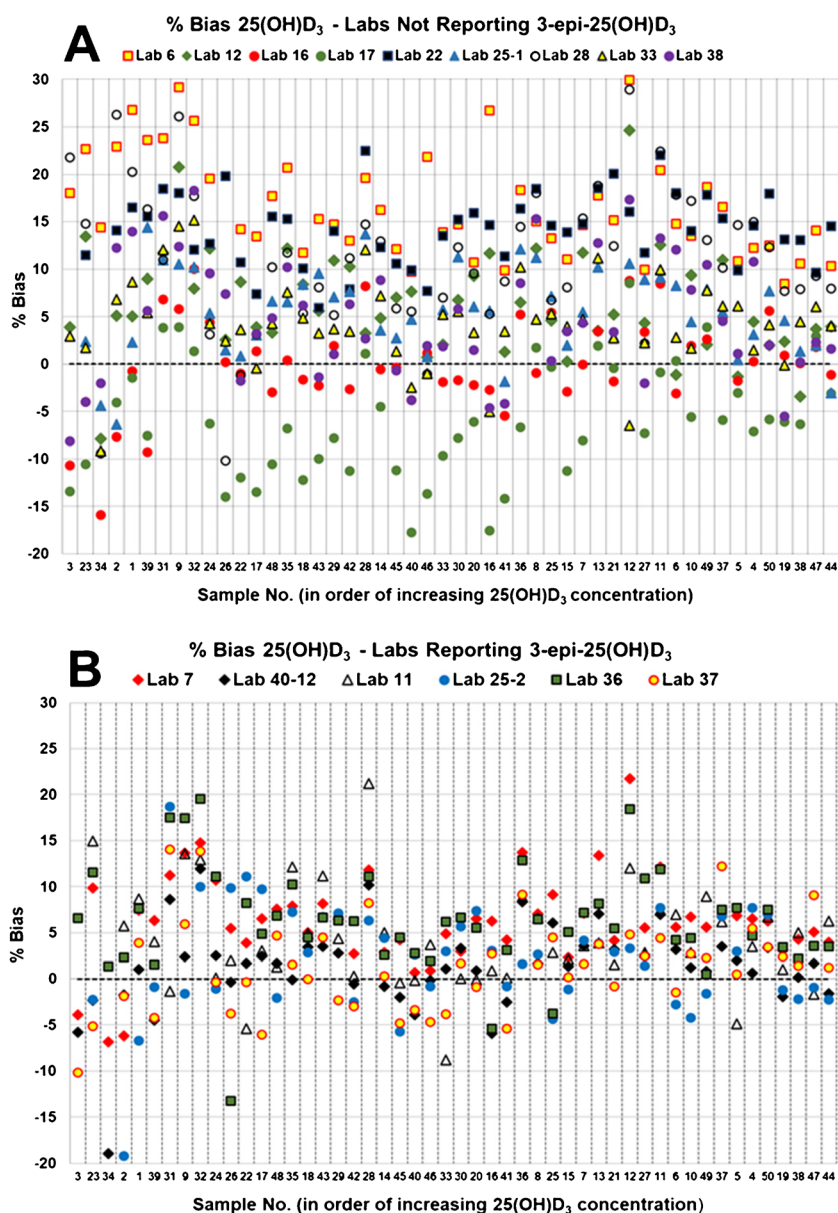 A
% Bias 25(OH)D₃ - Labs Not Reporting 3-epi-25(OH)D₃
Lab 6 Lab 12 Lab 16 Lab 17 Lab 22 Lab 25-1 Lab 28 Lab 33 Lab 38
30
25
20
15
10
5
0
-5
-10
-15
-20
% Bias
3 23 34 2 1 39 31 9 32 24 26 22 17 48 35 18 43 29 42 28 14 45 40 46 33 30 20 16 41 36 8 25 15 7 13 21 12 27 11 6 10 49 37 5 4 50 19 38 47 44
Sample No. (in order of increasing 25(OH)D₃ concentration)
B
% Bias 25(OH)D₃ - Labs Reporting 3-epi-25(OH)D₃
Lab 7 Lab 40-12 Lab 11 Lab 25-2 Lab 36 Lab 37
30
25
20
15
10
5
0
-5
-10
-15
-20
% Bias
3 23 34 2 1 39 31 9 32 24 26 22 17 48 35 18 43 29 42 28 14 45 40 46 33 30 20 16 41 36 8 25 15 7 13 21 12 27 11 6 10 49 37 5 4 50 19 38 47 44
Sample No. (in order of increasing 25(OH)D₃ concentration)